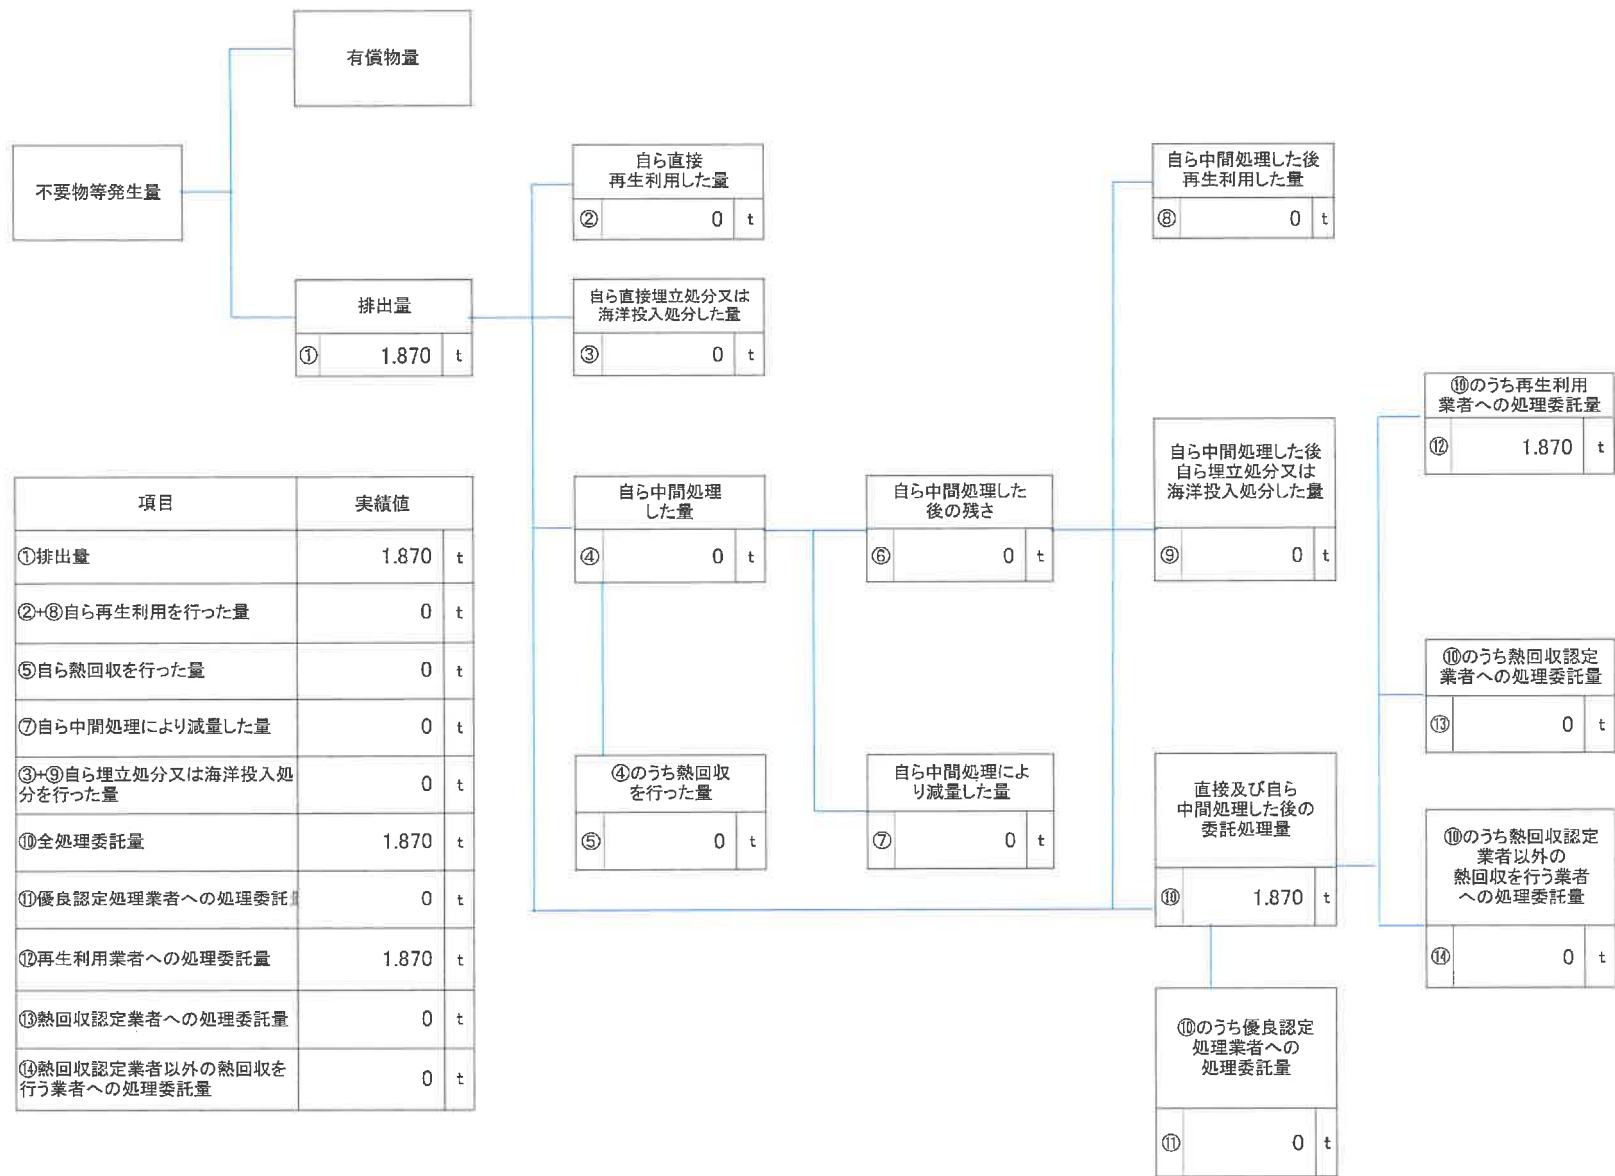 有償物量
不要物等発生量
排出量
① 1.870 t
自ら直接
再生利用した量
② 0 t
自ら直接埋立処分又は
海洋投入処分した量
③ 0 t
自ら中間処理
した量
④ 0 t
④のうち熱回収
を行った量
⑤ 0 t
自ら中間処理した
後の残さ
⑥ 0 t
自ら中間処理によ
り減量した量
⑦ 0 t
自ら中間処理した後
再生利用した量
⑧ 0 t
自ら中間処理した後
自ら埋立処分又は
海洋投入処分した量
⑨ 0 t
直接及び自ら
中間処理した後の
委託処理量
⑩ 1.870 t
⑩のうち優良認定
処理業者への
処理委託量
⑪ 0 t
⑩のうち再生利用
業者への処理委託量
⑫ 1.870 t
⑩のうち熱回収認定
業者への処理委託量
⑬ 0 t
⑩のうち熱回収認定
業者以外の
熱回収を行う業者
への処理委託量
⑭ 0 t
項目 実績値
①排出量 1.870 t
②+⑧自ら再生利用を行った量 0 t
⑤自ら熱回収を行った量 0 t
⑦自ら中間処理により減量した量 0 t
③+⑨自ら埋立処分又は海洋投入処
分を行った量 0 t
⑩全処理委託量 1.870 t
⑪優良認定処理業者への処理委託 0 t
⑫再生利用業者への処理委託量 1.870 t
⑬熱回収認定業者への処理委託量 0 t
⑭熱回収認定業者以外の熱回収を
行う業者への処理委託量 0 t